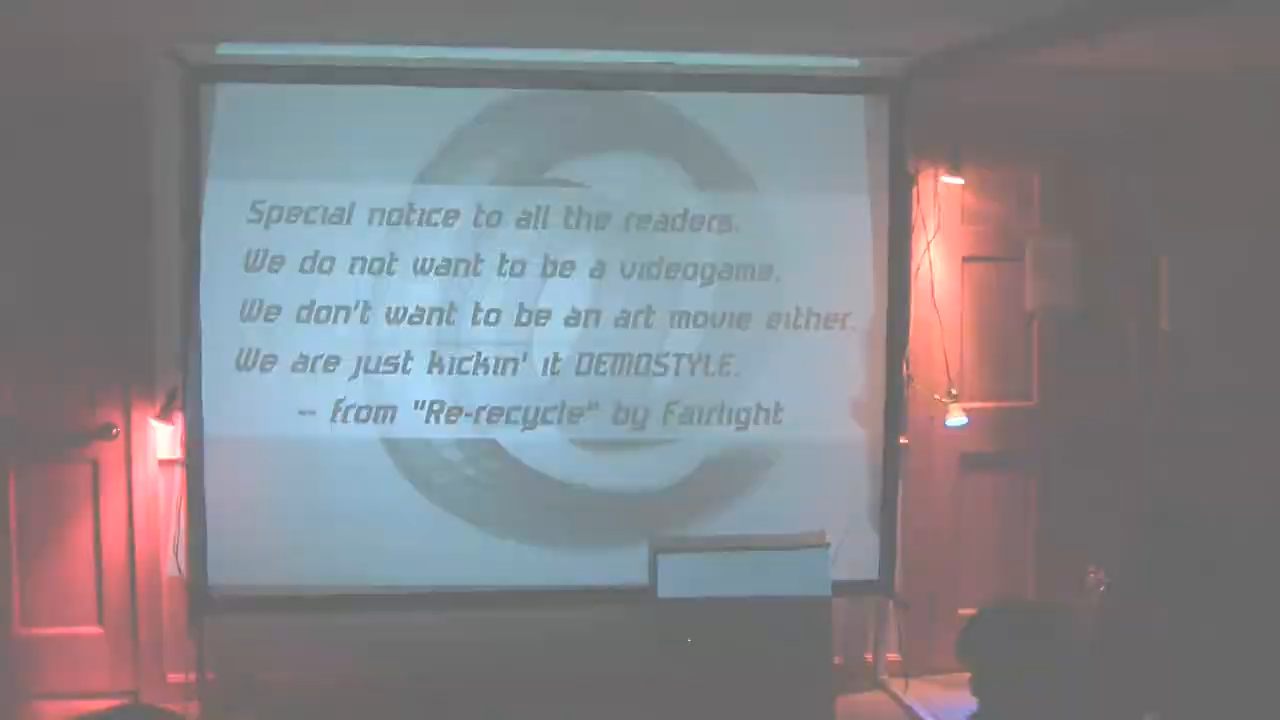 Special notice to all the readers.
We do not want to be a videogame.
We don't want to be an art movie either.
We are just kickin' it DEMOSTYLE.
-- from "Re-recycle" by Fairlight